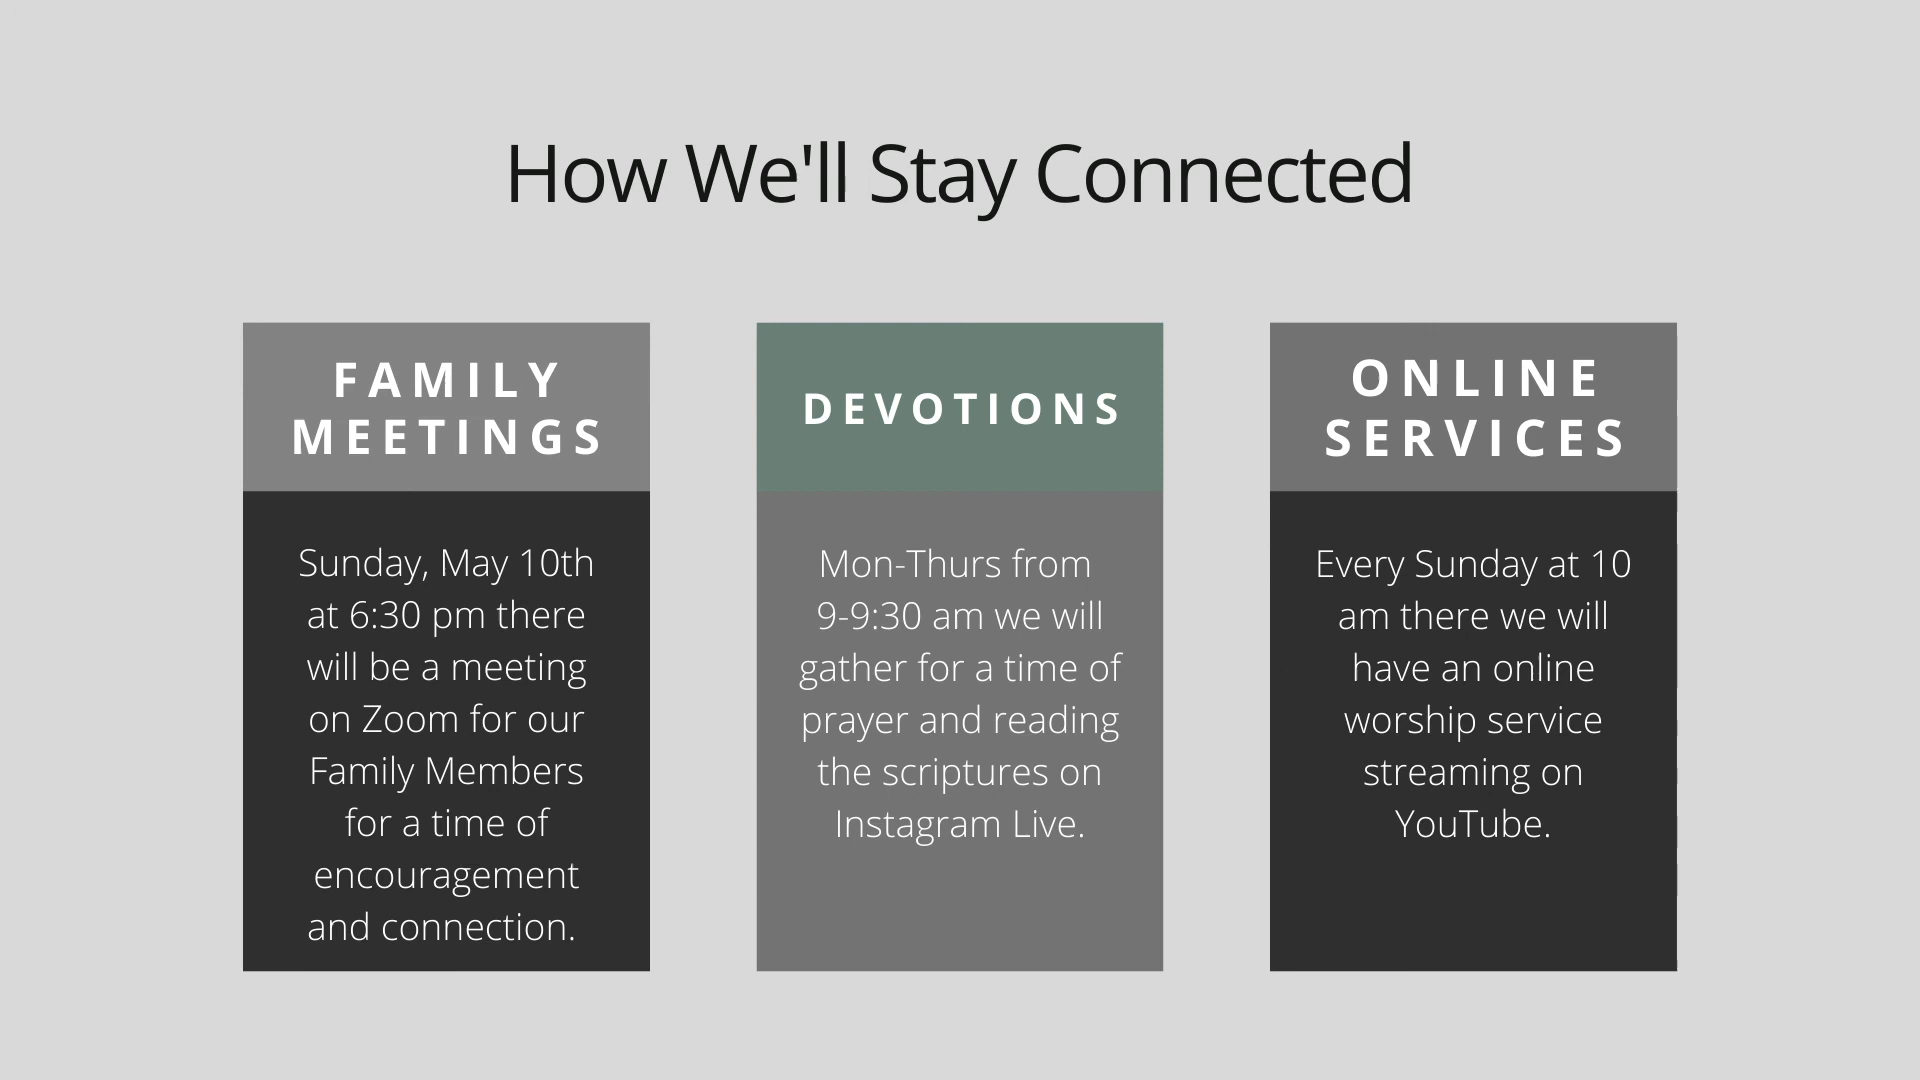 How We'll Stay Connected
FAMILY
MEETINGS
Sunday, May 10th
at 6:30 pm there
will be a meeting
on Zoom for our
Family Members
for a time of
encouragement
and connection.
DEVOTIONS
Mon-Thurs from
9-9:30 am we will
gather for a time of
prayer and reading
the scriptures on
Instagram Live.
ONLINE
SERVICES
Every Sunday at 10
am there we will
have an online
worship service
streaming on
YouTube.